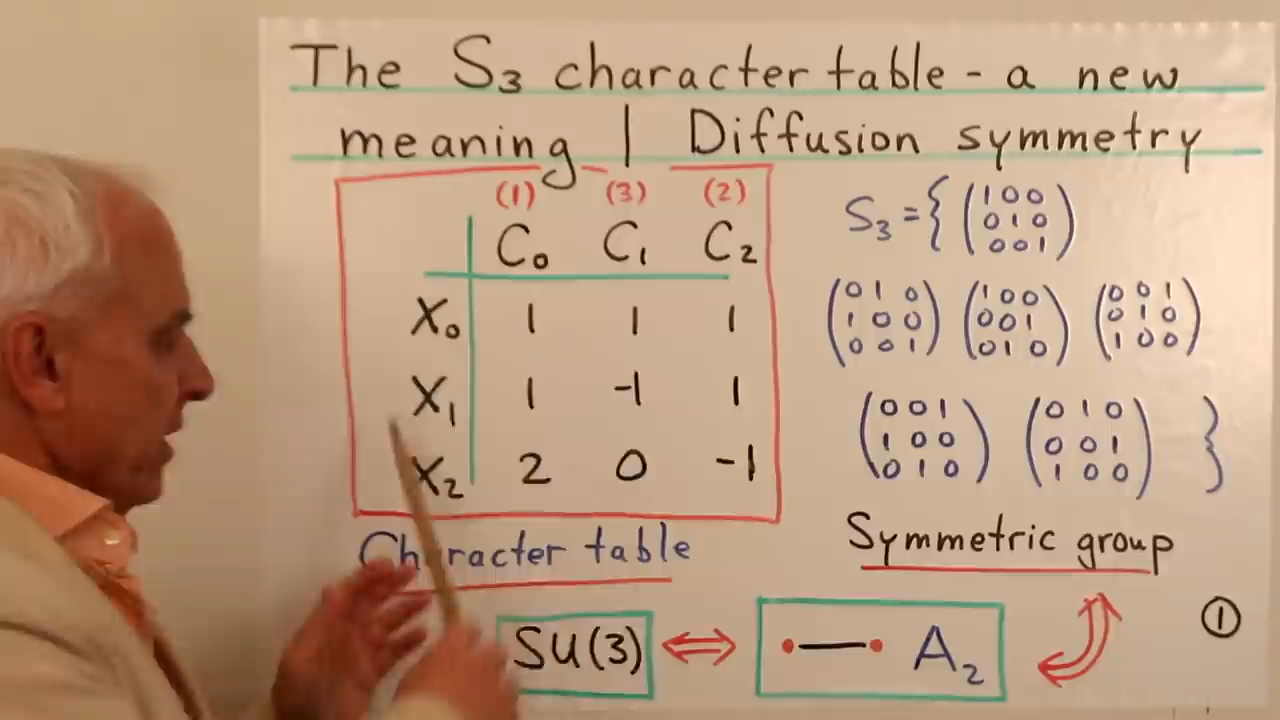 The S₃ character table - a new
meaning | Diffusion symmetry
(1) (3) (2)
C₀ C₁ C₂
X₀ 1 1 1
X₁ 1 -1 1
X₂ 2 0 -1
Character table
S₃ = { (1 0 0
0 1 0
0 0 1)
(0 1 0 (1 0 0 (0 0 1
1 0 0 0 0 1 0 1 0
0 0 1) 0 1 0) 1 0 0)
(0 0 1 (0 1 0
1 0 0 0 0 1
0 1 0) 1 0 0) }
Symmetric group
SU(3) ⇔ •—• A₂
①